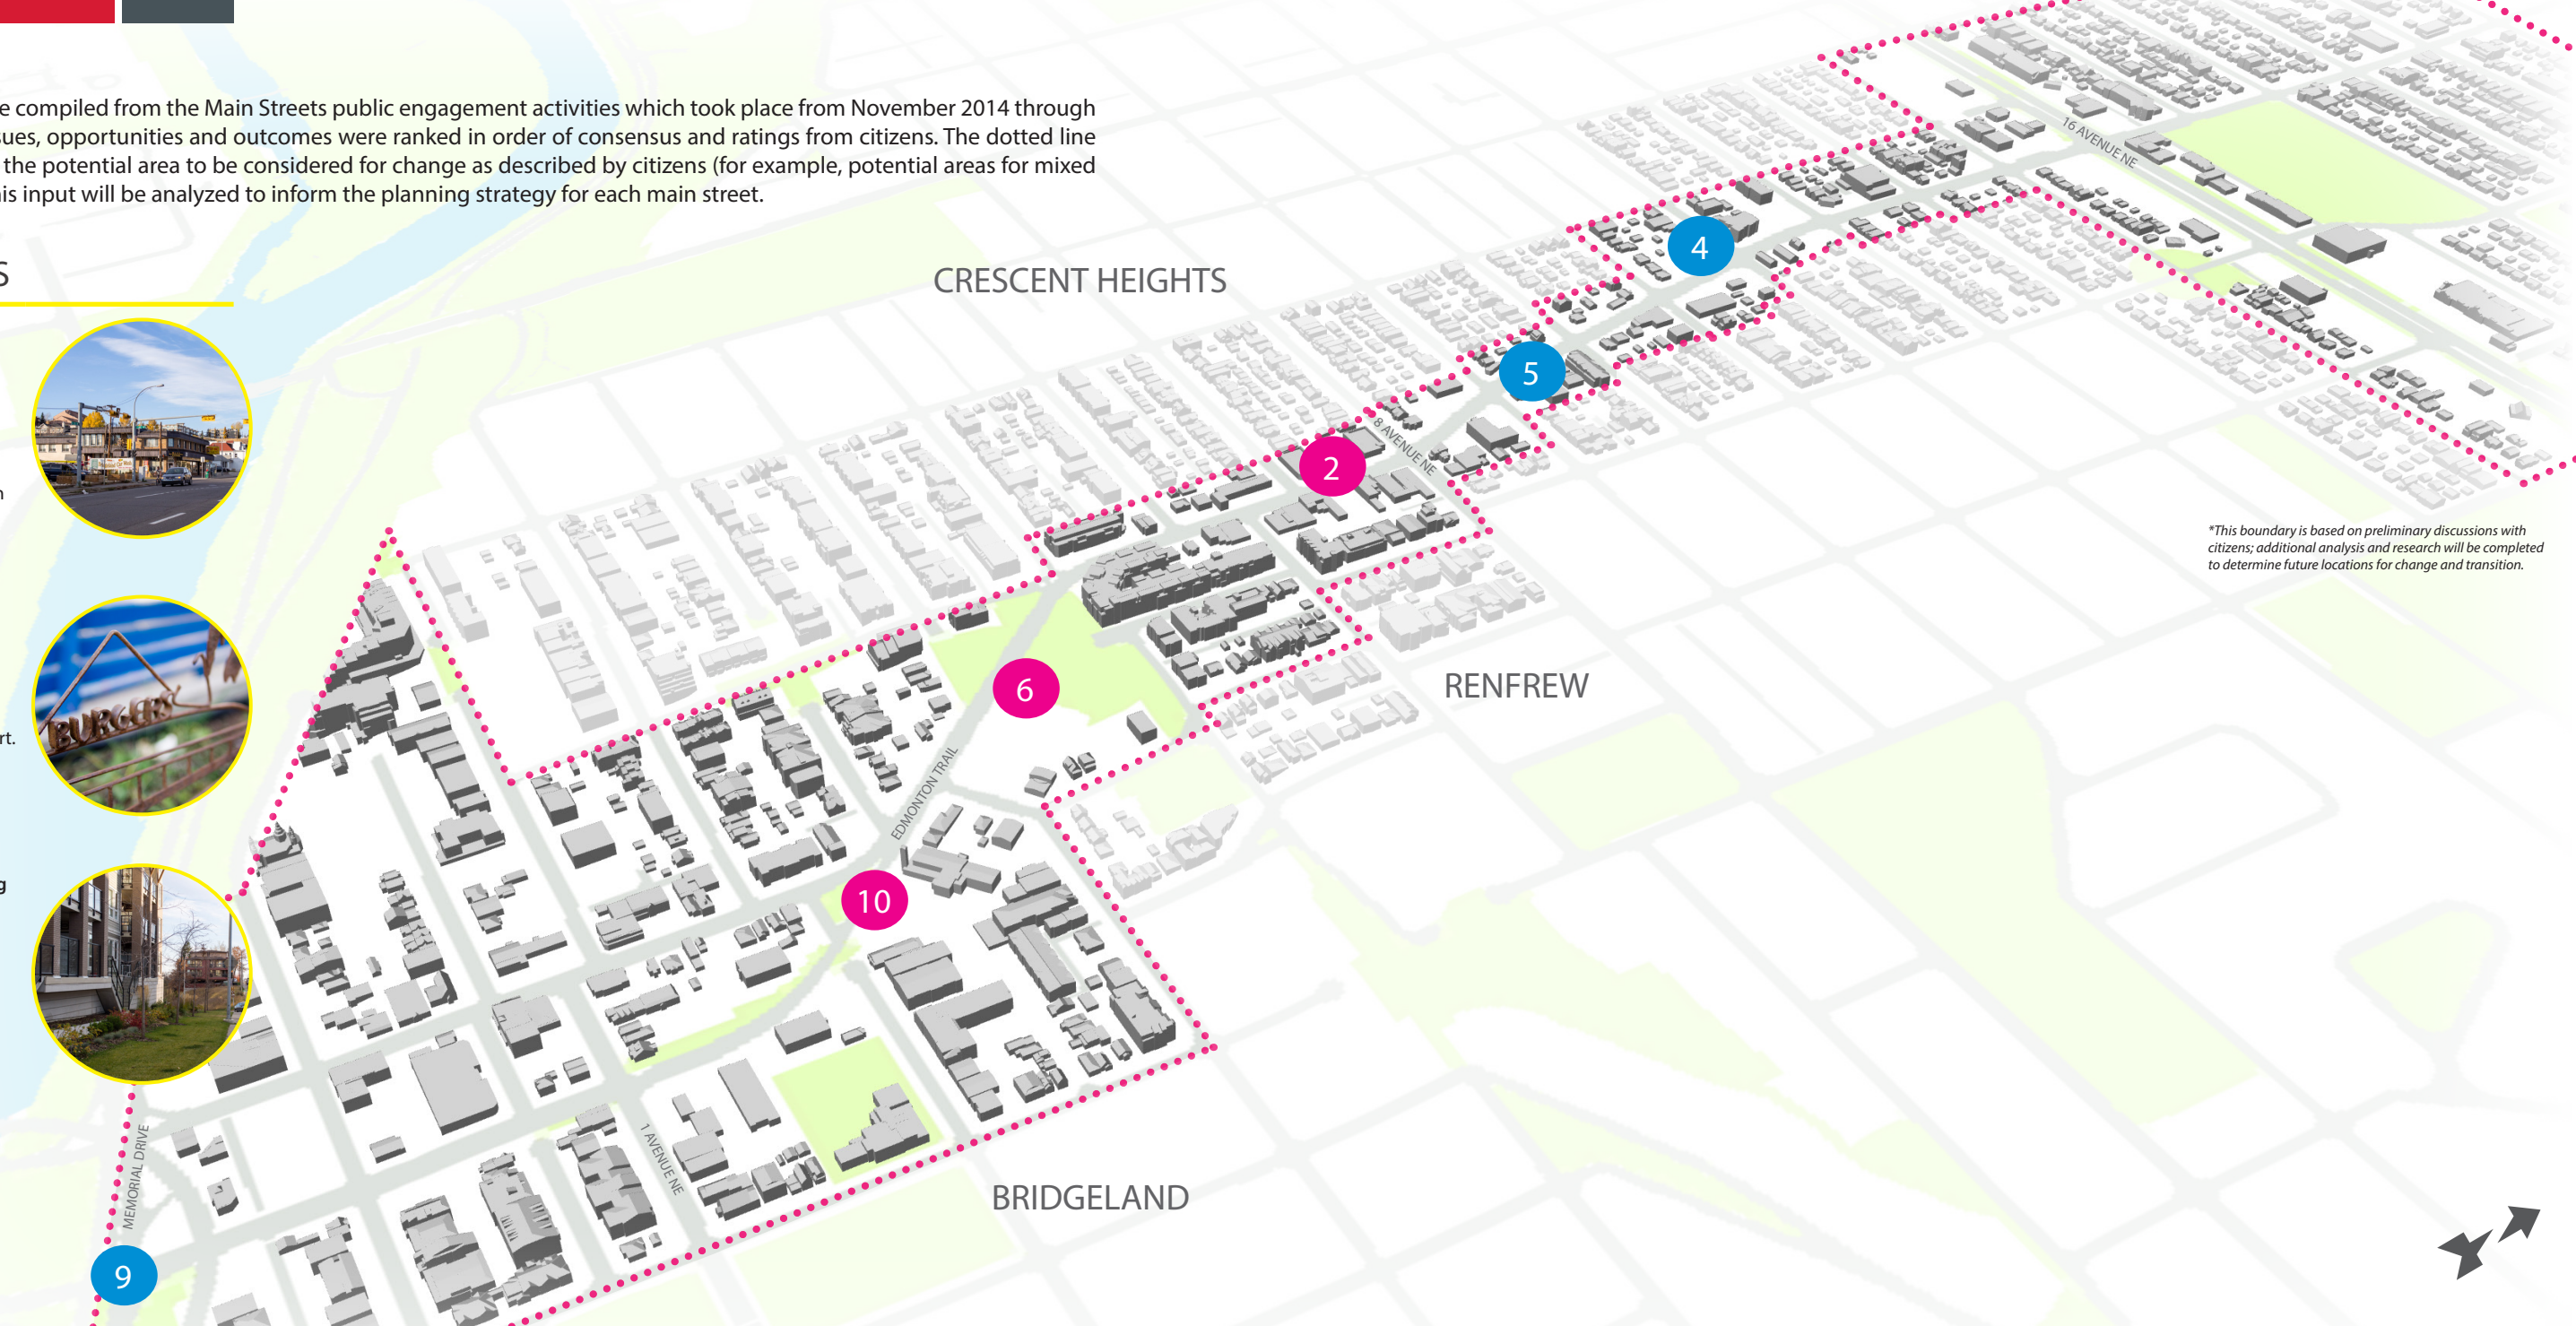 e compiled from the Main Streets public engagement activities which took place from November 2014 through
sues, opportunities and outcomes were ranked in order of consensus and ratings from citizens. The dotted line
the potential area to be considered for change as described by citizens (for example, potential areas for mixed
is input will be analyzed to inform the planning strategy for each main street.
S
n
BURGERS
rt.
g
CRESCENT HEIGHTS
16 AVENUE NE
4
5
8 AVENUE NE
2
*This boundary is based on preliminary discussions with
citizens; additional analysis and research will be completed
to determine future locations for change and transition.
6
RENFREW
EDMONTON TRAIL
10
1 AVENUE NE
MEMORIAL DRIVE
BRIDGELAND
9